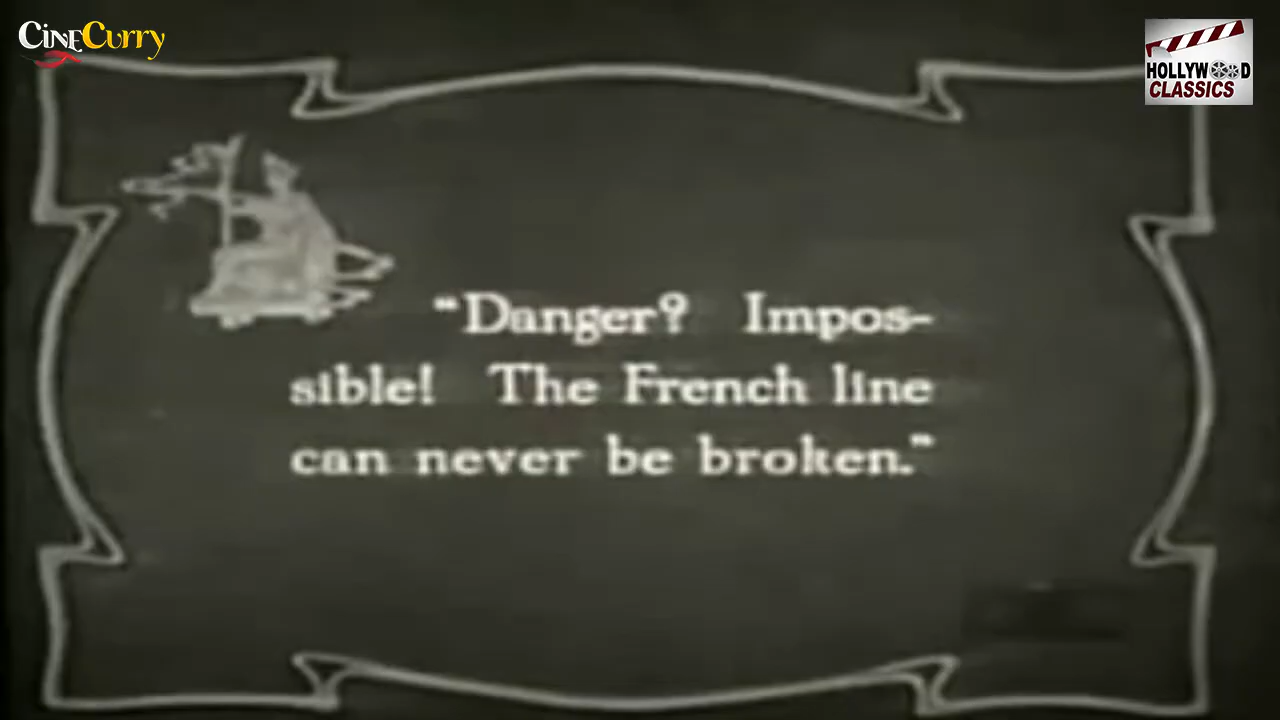 CineCurry
HOLLYWOOD
CLASSICS
"Danger? Impos-
sible! The French line
can never be broken."